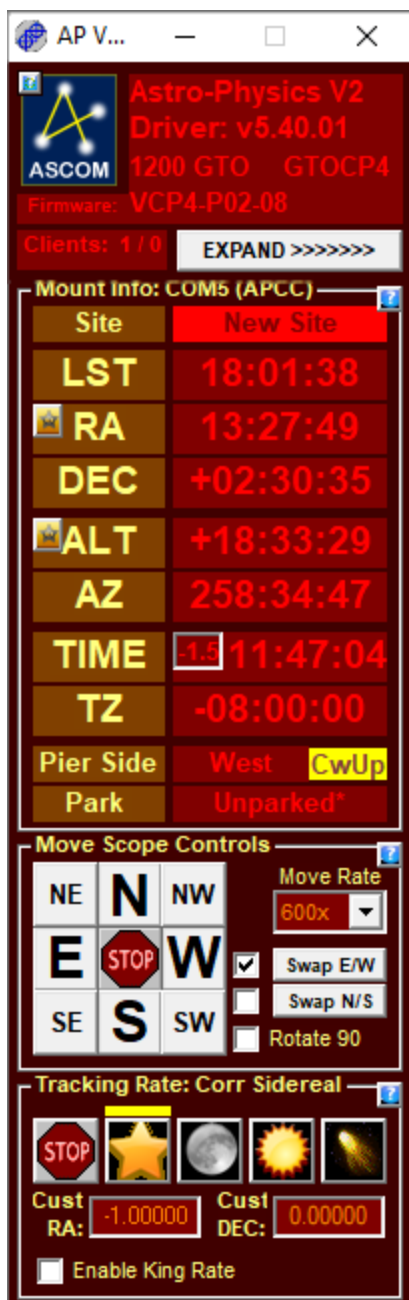 AP V...
Astro-Physics V2
Driver: v5.40.01
ASCOM 1200 GTO GTOCP4
Firmware: VCP4-P02-08
Clients: 1 / 0 EXPAND >>>>>>>
Mount Info: COM5 (APCC)
Site New Site
LST 18:01:38
RA 13:27:49
DEC +02:30:35
ALT +18:33:29
AZ 258:34:47
TIME -1.5 11:47:04
TZ -08:00:00
Pier Side West CwUp
Park Unparked*
Move Scope Controls
NE N NW Move Rate
600x
E STOP W Swap E/W
Swap N/S
SE S SW Rotate 90
Tracking Rate: Corr Sidereal
STOP
Cust RA: -1.00000 Cust DEC: 0.00000
Enable King Rate